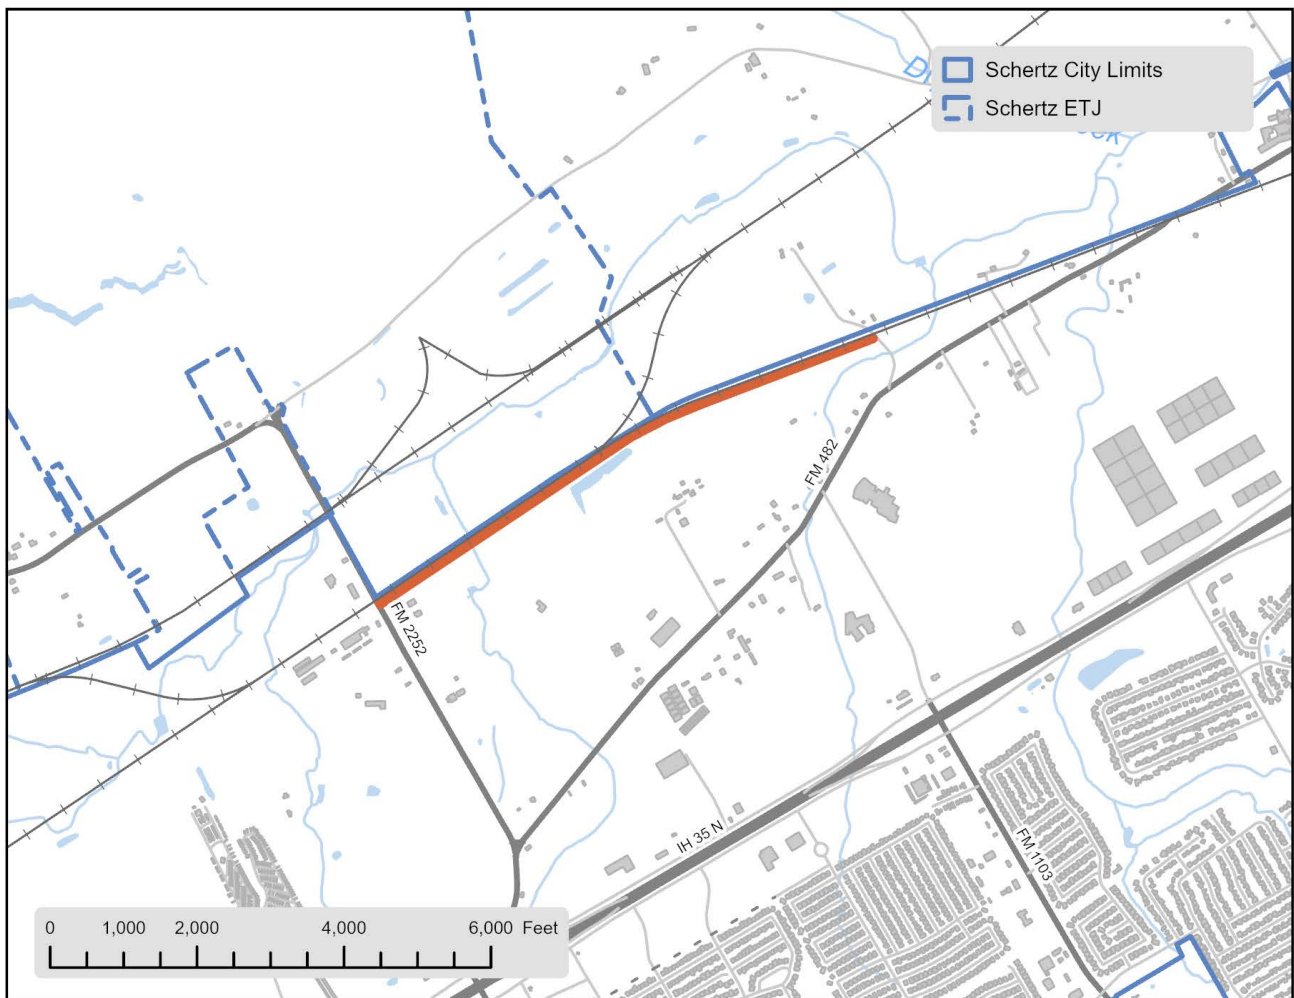 Schertz City Limits
Schertz ETJ
FM 482
FM 2252
IH 35 N
FM 1103
0 1,000 2,000 4,000 6,000 Feet